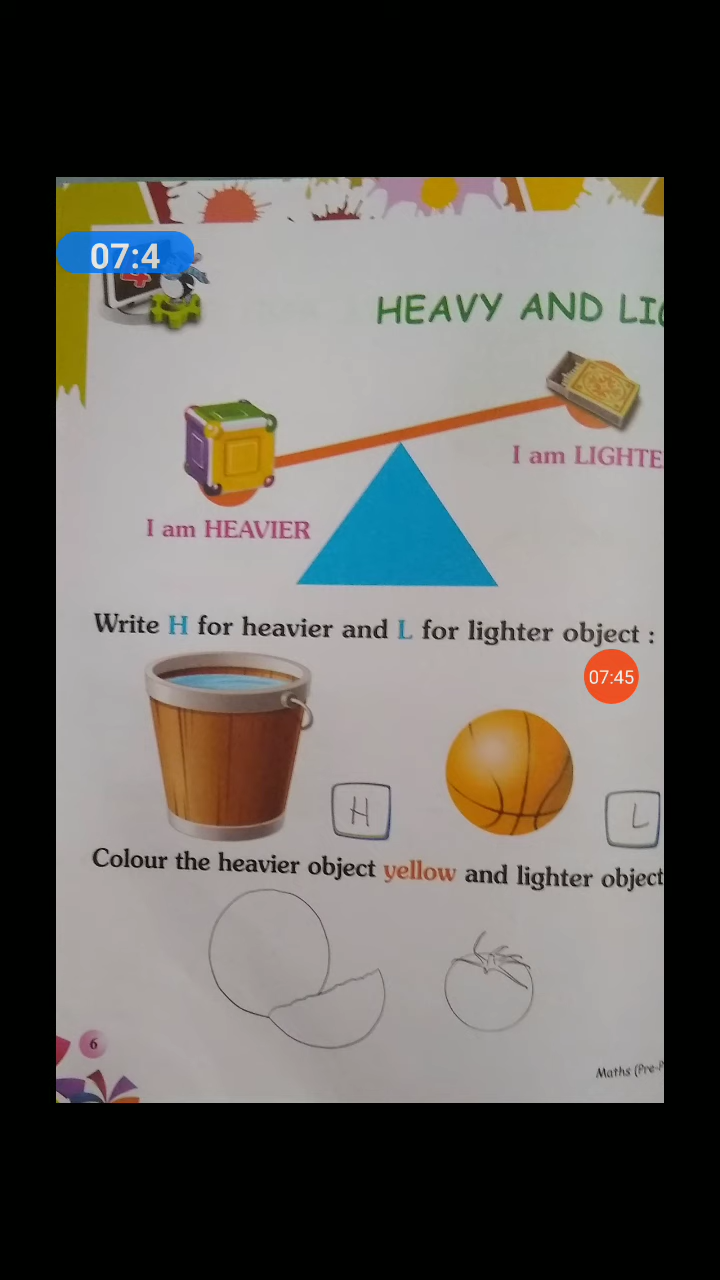 07:4
4
HEAVY AND LI
I am LIGHTE
I am HEAVIER
Write H for heavier and L for lighter object :
07:45
H
L
Colour the heavier object yellow and lighter object
6
Maths (Pre-P